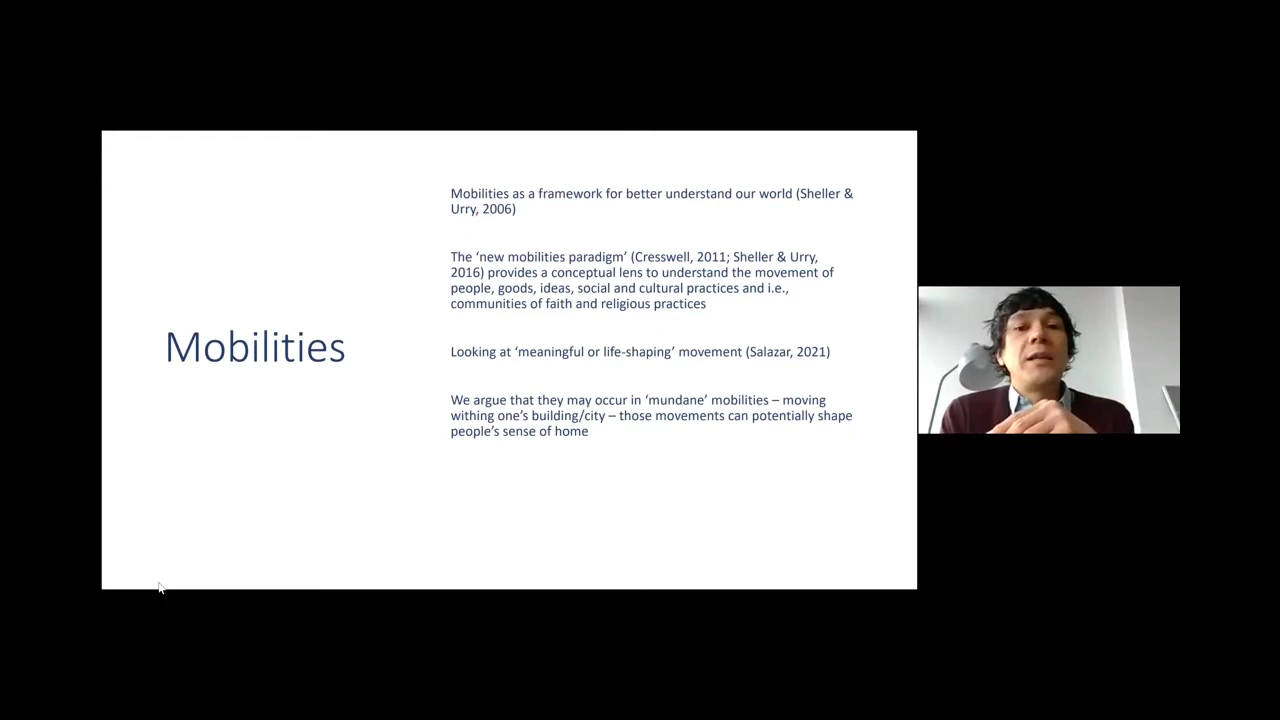 Mobilities
Mobilities as a framework for better understand our world (Sheller &
Urry, 2006)
The ‘new mobilities paradigm’ (Cresswell, 2011; Sheller & Urry,
2016) provides a conceptual lens to understand the movement of
people, goods, ideas, social and cultural practices and i.e.,
communities of faith and religious practices
Looking at ‘meaningful or life-shaping’ movement (Salazar, 2021)
We argue that they may occur in ‘mundane’ mobilities – moving
withing one’s building/city – those movements can potentially shape
people’s sense of home